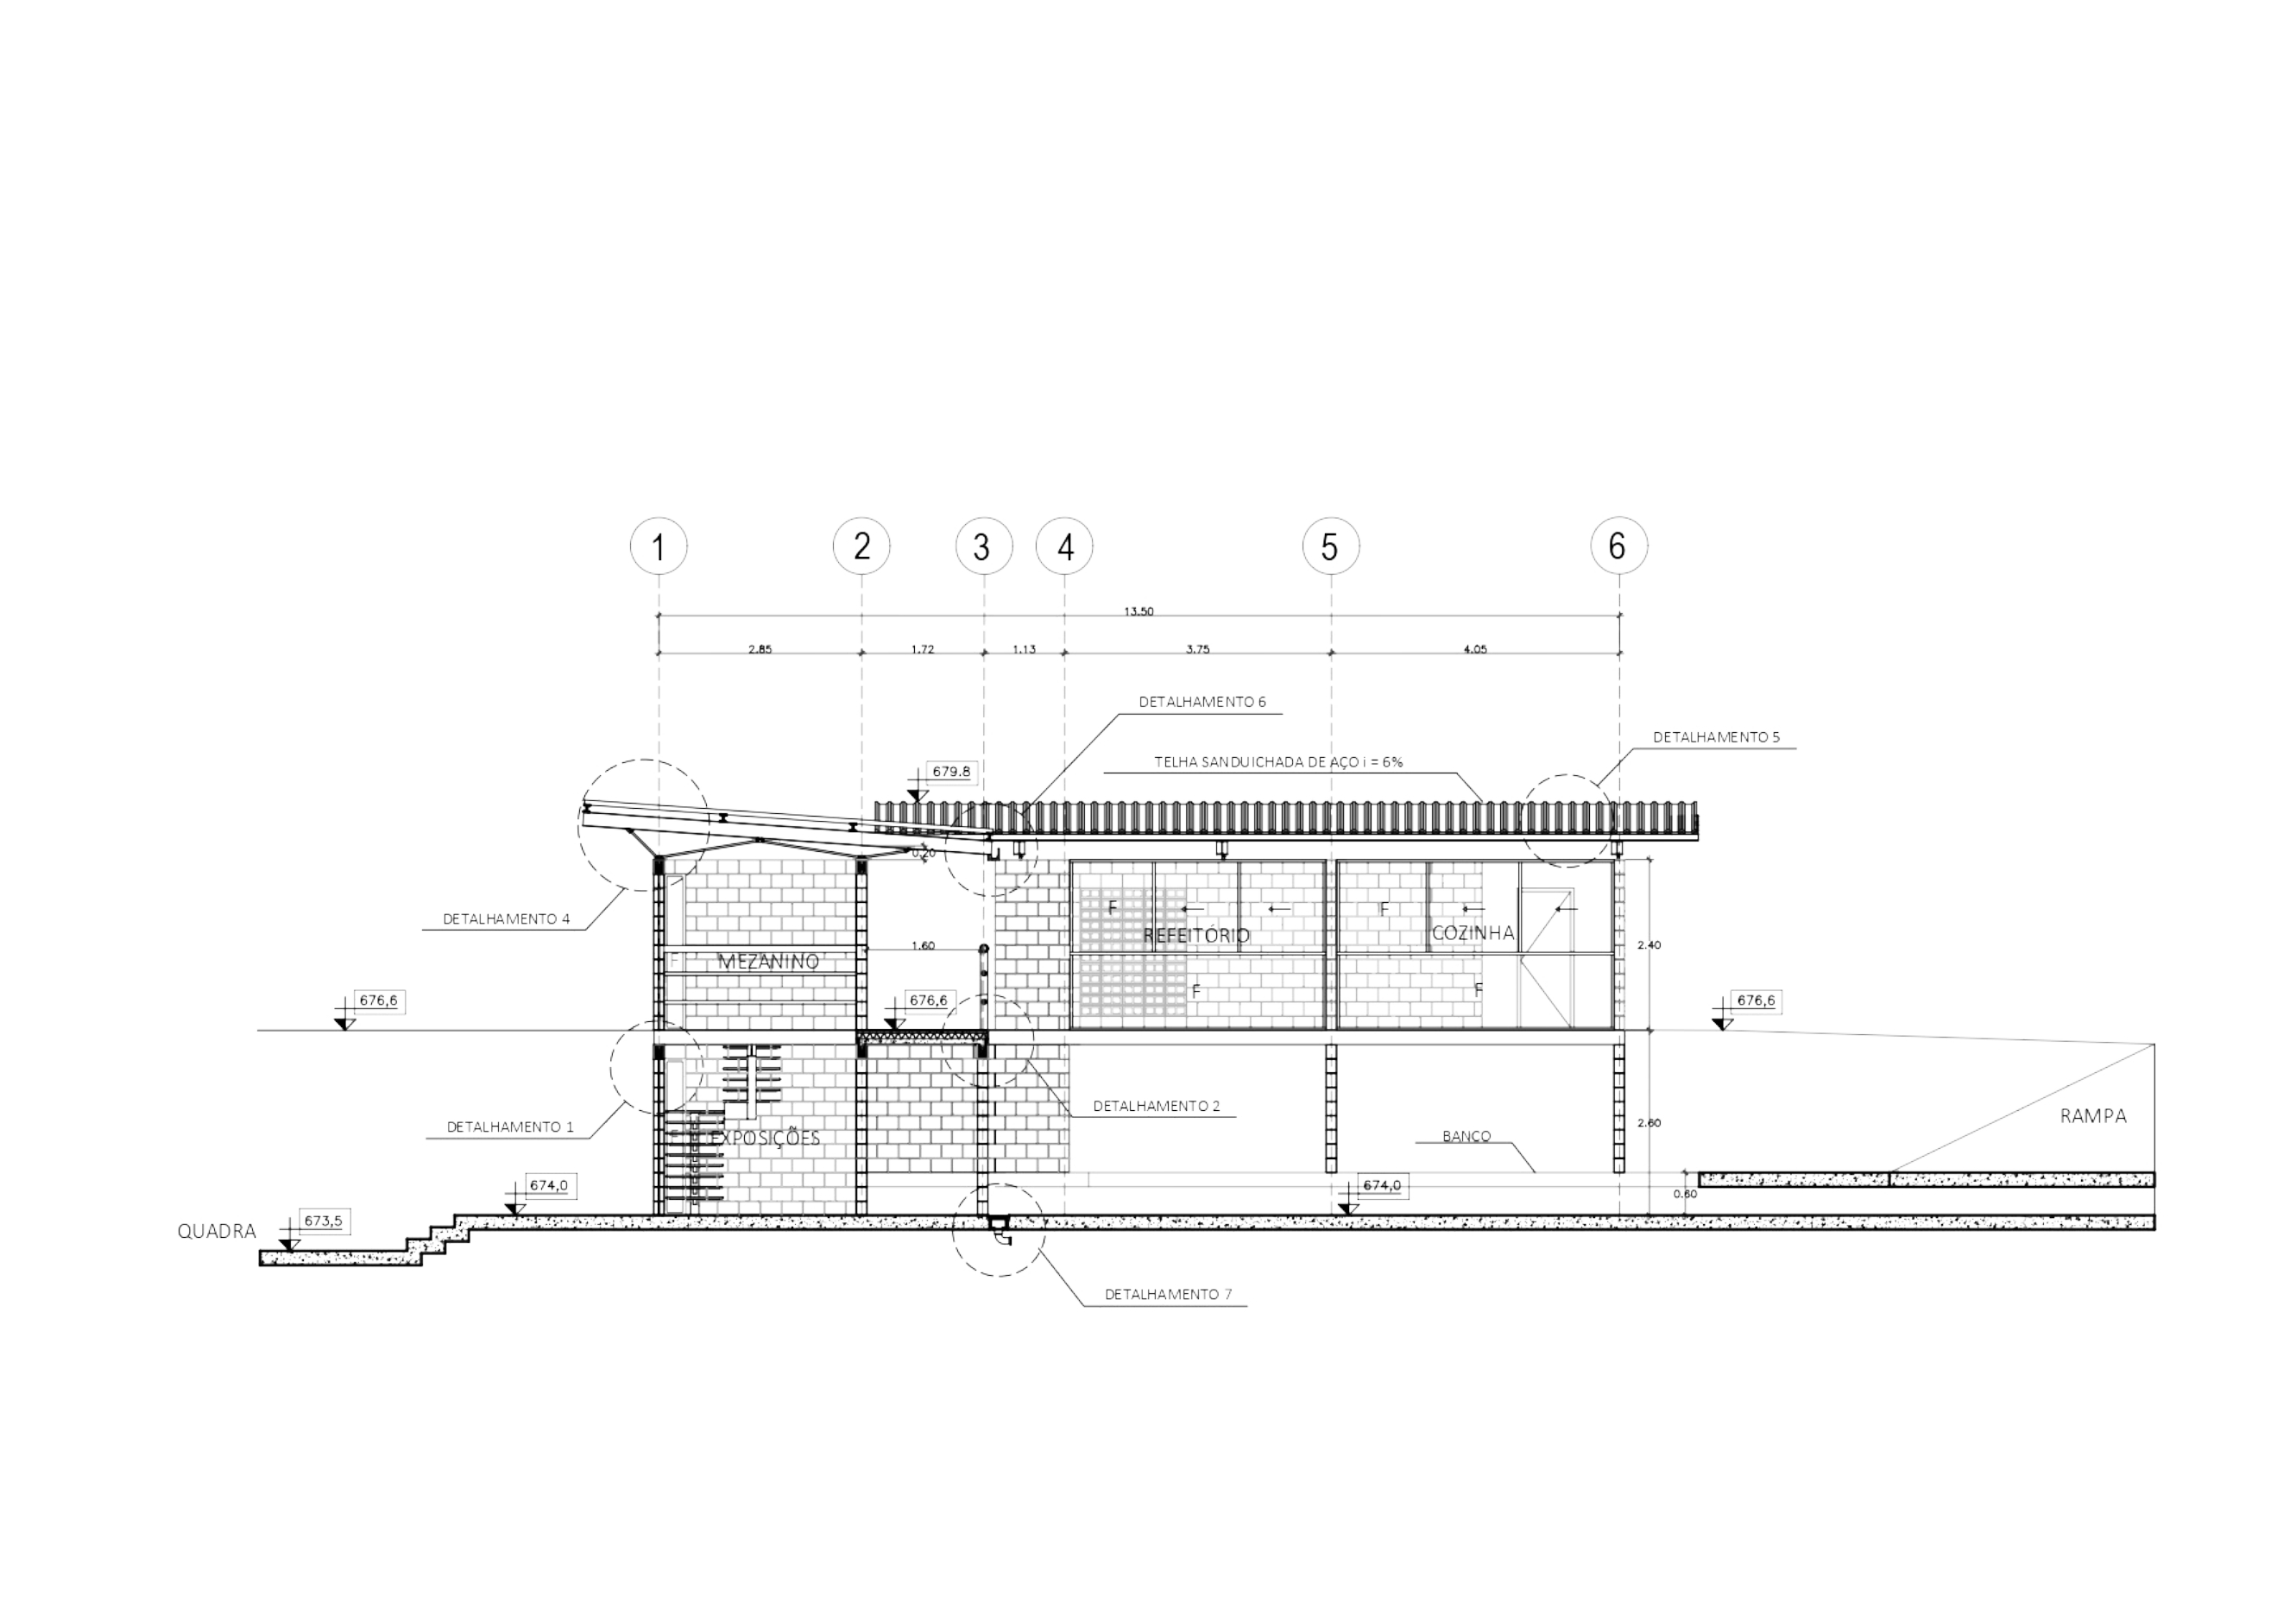 1 2 3 4 5 6
13.50
2.85 1.72 1.13 3.75 4.05
DETALHAMENTO 6
DETALHAMENTO 5
TELHA SANDUICHADA DE AÇO i = 6%
679.8
0.20
DETALHAMENTO 4
F F
REFEITÓRIO COZINHA
1.60 2.40
MEZANINO
F
F F
676,6 676,6 676,6
DETALHAMENTO 2
RAMPA
DETALHAMENTO 1
2.60
EXPOSIÇÕES
BANCO
674,0 674,0
0.60
673,5
QUADRA
DETALHAMENTO 7